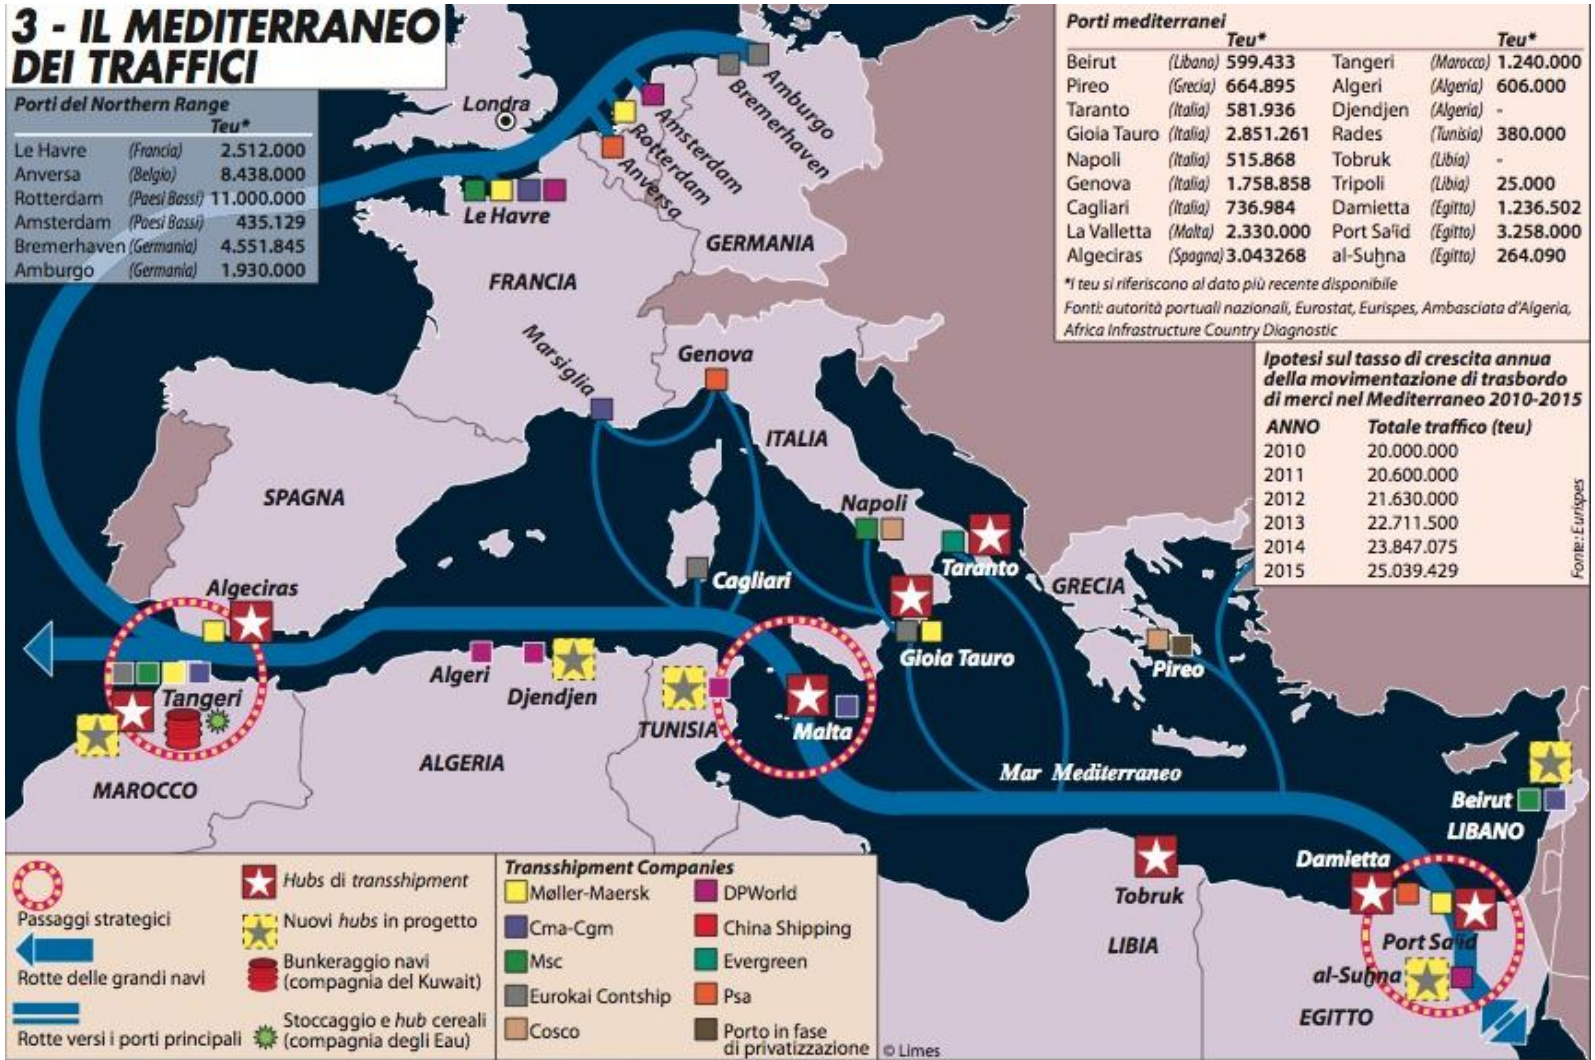 3 - IL MEDITERRANEO
DEI TRAFFICI
Porti del Northern Range
Teu*
Le Havre (Francia) 2.512.000
Anversa (Belgio) 8.438.000
Rotterdam (Paesi Bassi) 11.000.000
Amsterdam (Paesi Bassi) 435.129
Bremerhaven (Germania) 4.551.845
Amburgo (Germania) 1.930.000
Porti mediterranei
Teu* Teu*
Beirut (Libano) 599.433 Tangeri (Marocco) 1.240.000
Pireo (Grecia) 664.895 Algeri (Algeria) 606.000
Taranto (Italia) 581.936 Djendjen (Algeria) -
Gioia Tauro (Italia) 2.851.261 Rades (Tunisia) 380.000
Napoli (Italia) 515.868 Tobruk (Libia) -
Genova (Italia) 1.758.858 Tripoli (Libia) 25.000
Cagliari (Italia) 736.984 Damietta (Egitto) 1.236.502
La Valletta (Malta) 2.330.000 Port Sa'id (Egitto) 3.258.000
Algeciras (Spagna) 3.043268 al-Suḫna (Egitto) 264.090
*I teu si riferiscono al dato più recente disponibile
Fonti: autorità portuali nazionali, Eurostat, Eurispes, Ambasciata d'Algeria,
Africa Infrastructure Country Diagnostic
Ipotesi sul tasso di crescita annua
della movimentazione di trasbordo
di merci nel Mediterraneo 2010-2015
ANNO Totale traffico (teu)
2010 20.000.000
2011 20.600.000
2012 21.630.000
2013 22.711.500
2014 23.847.075
2015 25.039.429
Fonte: Eurispes
Londra
Amburgo
Bremerhaven
Amsterdam
Rotterdam
Anversa
Le Havre
GERMANIA
FRANCIA
Marsiglia
Genova
ITALIA
SPAGNA
Napoli
Taranto
Cagliari
GRECIA
Algeciras
Gioia Tauro
Pireo
Algeri
Djendjen
Tangeri
TUNISIA
Malta
ALGERIA
MAROCCO
Mar Mediterraneo
Beirut
LIBANO
Damietta
Tobruk
LIBIA
Port Sa'id
al-Suḫna
EGITTO
Passaggi strategici
Rotte delle grandi navi
Rotte versi i porti principali
Hubs di transshipment
Nuovi hubs in progetto
Bunkeraggio navi
(compagnia del Kuwait)
Stoccaggio e hub cereali
(compagnia degli Eau)
Transshipment Companies
Møller-Maersk
Cma-Cgm
Msc
Eurokai Contship
Cosco
DPWorld
China Shipping
Evergreen
Psa
Porto in fase
di privatizzazione
© Limes